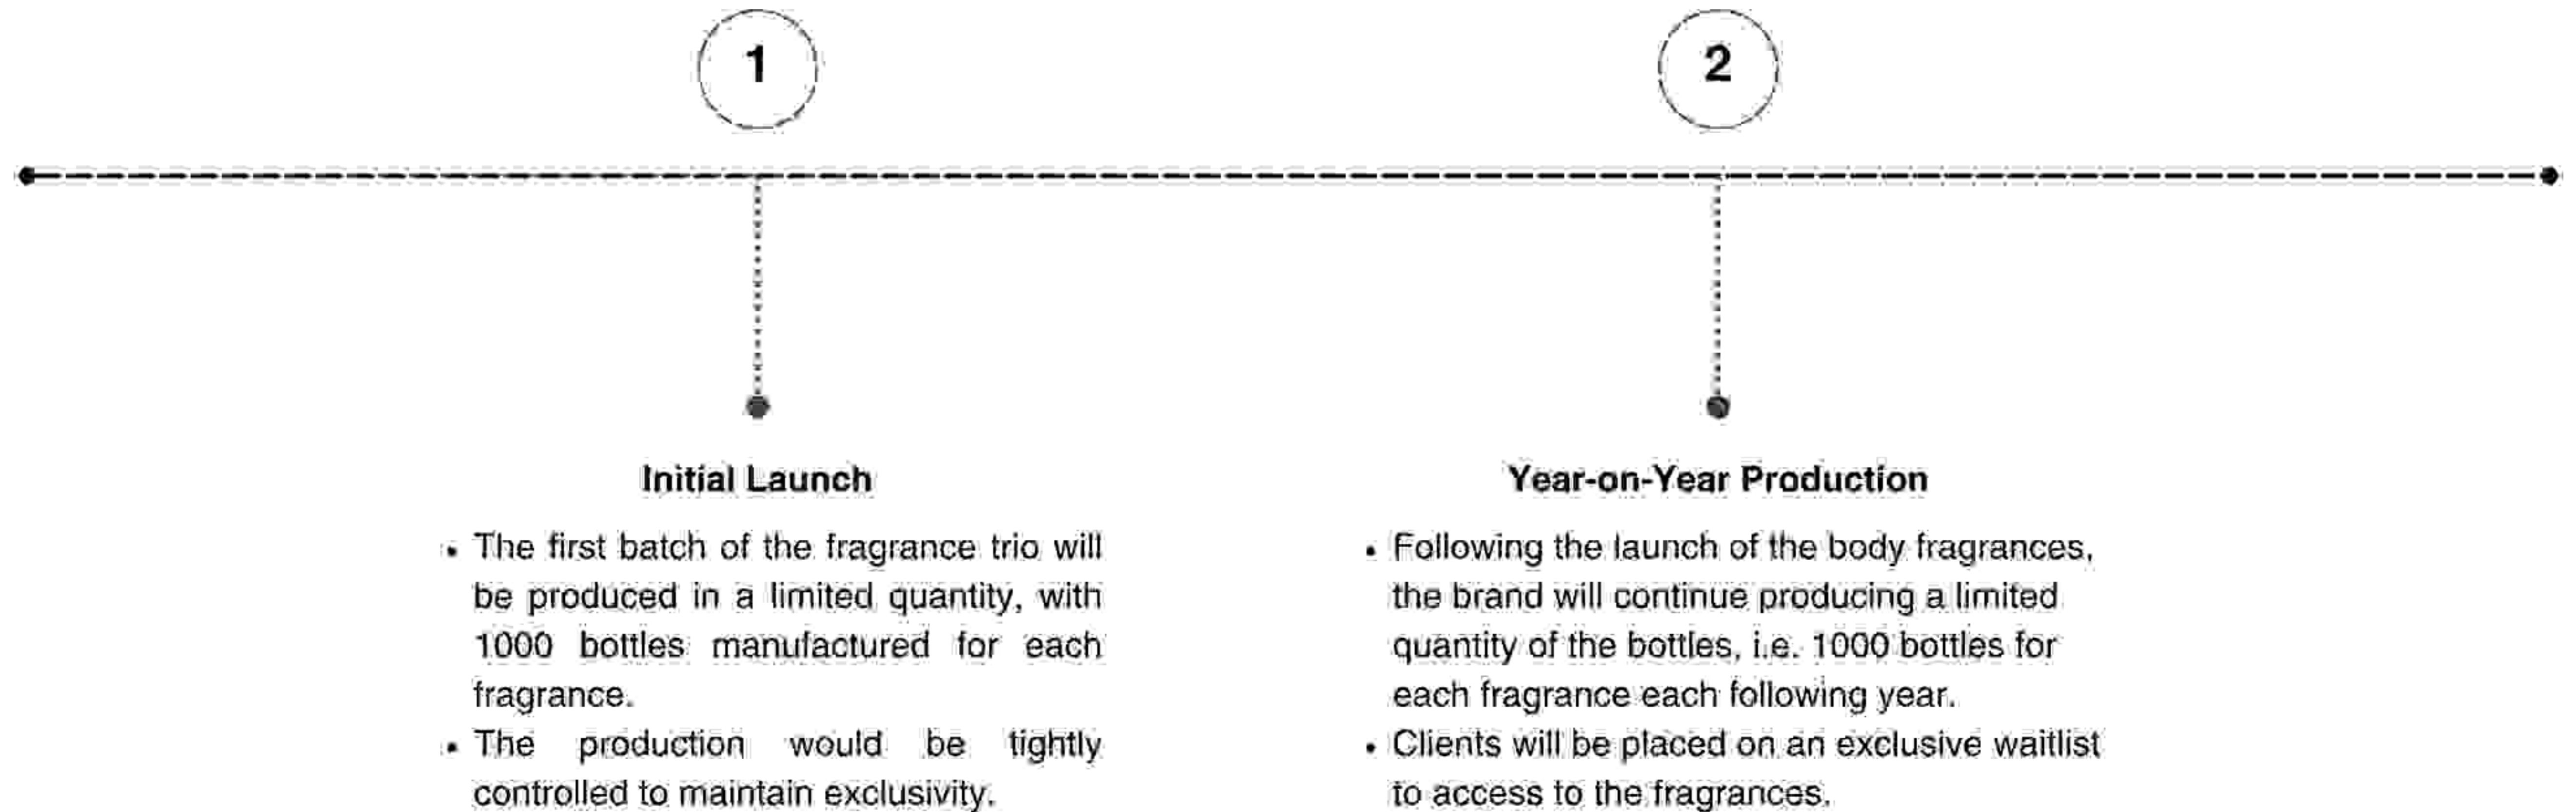 1
2
Initial Launch
• The first batch of the fragrance trio will
be produced in a limited quantity, with
1000 bottles manufactured for each
fragrance.
• The production would be tightly
controlled to maintain exclusivity.
Year-on-Year Production
• Following the launch of the body fragrances,
the brand will continue producing a limited
quantity of the bottles, i.e. 1000 bottles for
each fragrance each following year.
• Clients will be placed on an exclusive waitlist
to access to the fragrances.